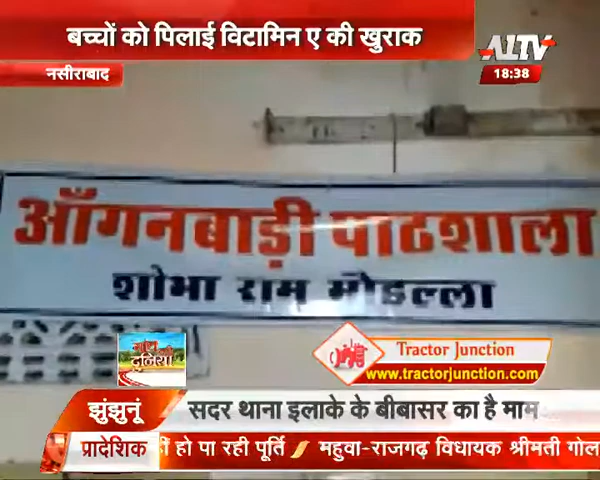 बच्चों को पिलाई विटामिन ए की खुराक
नसीराबाद
A1TV
18:38
आँगनबाड़ी पाठशाला
शोभा राम मौहल्ला
Tractor Junction
www.tractorjunction.com
झुंझुनूं
सदर थाना इलाके के बीबासर का है माम
प्रादेशिक
हीं हो पा रही पूर्ति / महुवा-राजगढ़ विधायक श्रीमती गोल